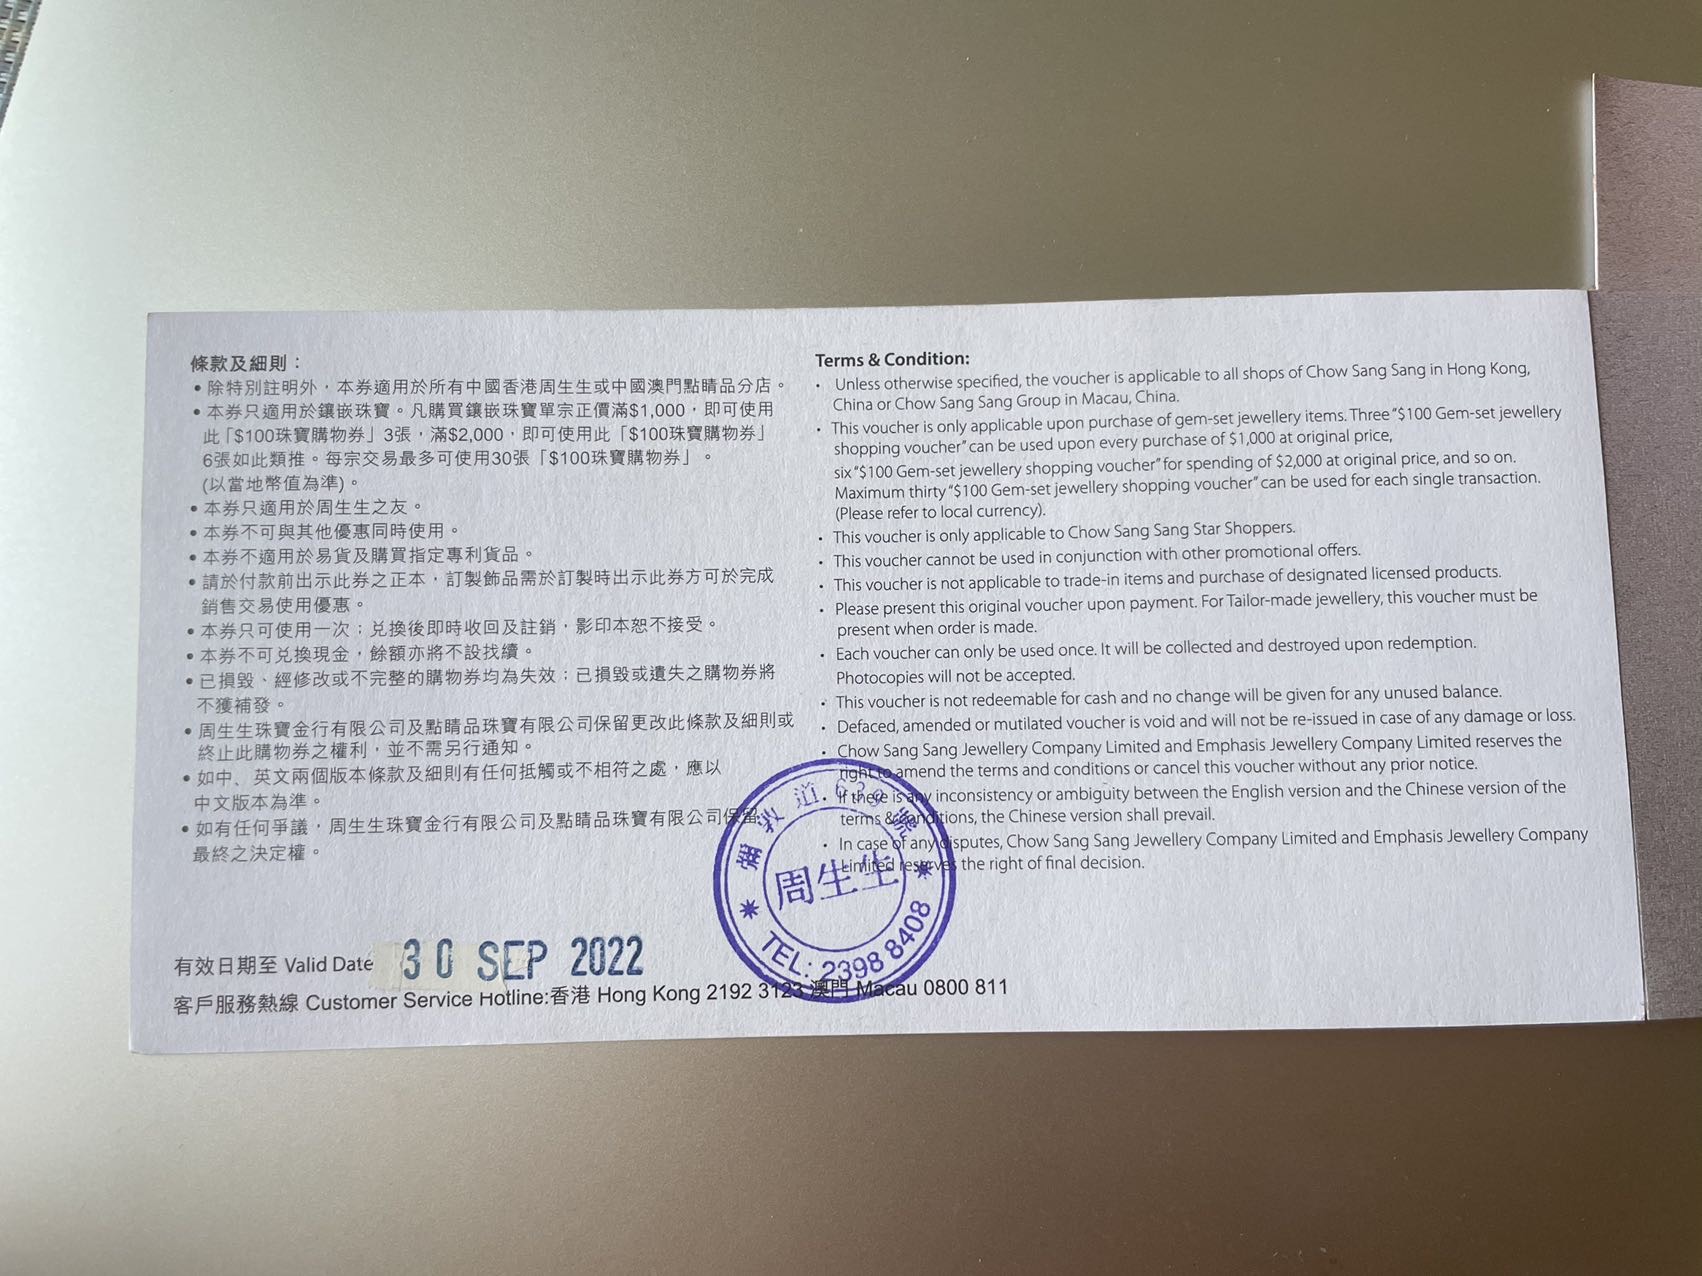 條款及細則：
• 除特別註明外，本券適用於所有中國香港周生生或中國澳門點睛品分店。
• 本券只適用於鑲嵌珠寶。凡購買鑲嵌珠寶單宗正價滿$1,000，即可使用
此「$100珠寶購物券」3張，滿$2,000，即可使用此「$100珠寶購物券」
6張如此類推。每宗交易最多可使用30張「$100珠寶購物券」。
(以當地幣值為準)。
• 本券只適用於周生生之友。
• 本券不可與其他優惠同時使用。
• 本券不適用於易貨及購買指定專利貨品。
• 請於付款前出示此券之正本，訂製飾品需於訂製時出示此券方可於完成
銷售交易使用優惠。
• 本券只可使用一次；兌換後即時收回及註銷，影印本恕不接受。
• 本券不可兌換現金，餘額亦將不設找續。
• 已損毀、經修改或不完整的購物券均為失效；已損毀或遺失之購物券將
不獲補發。
• 周生生珠寶金行有限公司及點睛品珠寶有限公司保留更改此條款及細則或
終止此購物券之權利，並不需另行通知。
• 如中、英文兩個版本條款及細則有任何抵觸或不相符之處，應以
中文版本為準。
• 如有任何爭議，周生生珠寶金行有限公司及點睛品珠寶有限公司保留
最終之決定權。
Terms & Condition:
• Unless otherwise specified, the voucher is applicable to all shops of Chow Sang Sang in Hong Kong,
China or Chow Sang Sang Group in Macau, China.
• This voucher is only applicable upon purchase of gem-set jewellery items. Three "$100 Gem-set jewellery
shopping voucher" can be used upon every purchase of $1,000 at original price,
six "$100 Gem-set jewellery shopping voucher" for spending of $2,000 at original price, and so on.
Maximum thirty "$100 Gem-set jewellery shopping voucher" can be used for each single transaction.
(Please refer to local currency).
• This voucher is only applicable to Chow Sang Sang Star Shoppers.
• This voucher cannot be used in conjunction with other promotional offers.
• This voucher is not applicable to trade-in items and purchase of designated licensed products.
• Please present this original voucher upon payment. For Tailor-made jewellery, this voucher must be
present when order is made.
• Each voucher can only be used once. It will be collected and destroyed upon redemption.
Photocopies will not be accepted.
• This voucher is not redeemable for cash and no change will be given for any unused balance.
• Defaced, amended or mutilated voucher is void and will not be re-issued in case of any damage or loss.
• Chow Sang Sang Jewellery Company Limited and Emphasis Jewellery Company Limited reserves the
right to amend the terms and conditions or cancel this voucher without any prior notice.
• If there is any inconsistency or ambiguity between the English version and the Chinese version of the
terms & conditions, the Chinese version shall prevail.
• In case of any disputes, Chow Sang Sang Jewellery Company Limited and Emphasis Jewellery Company
Limited reserves the right of final decision.
彌敦道639號
周生生
TEL: 2398 8408
有效日期至 Valid Date 30 SEP 2022
客戶服務熱線 Customer Service Hotline:香港 Hong Kong 2192 3123 澳門 Macau 0800 811